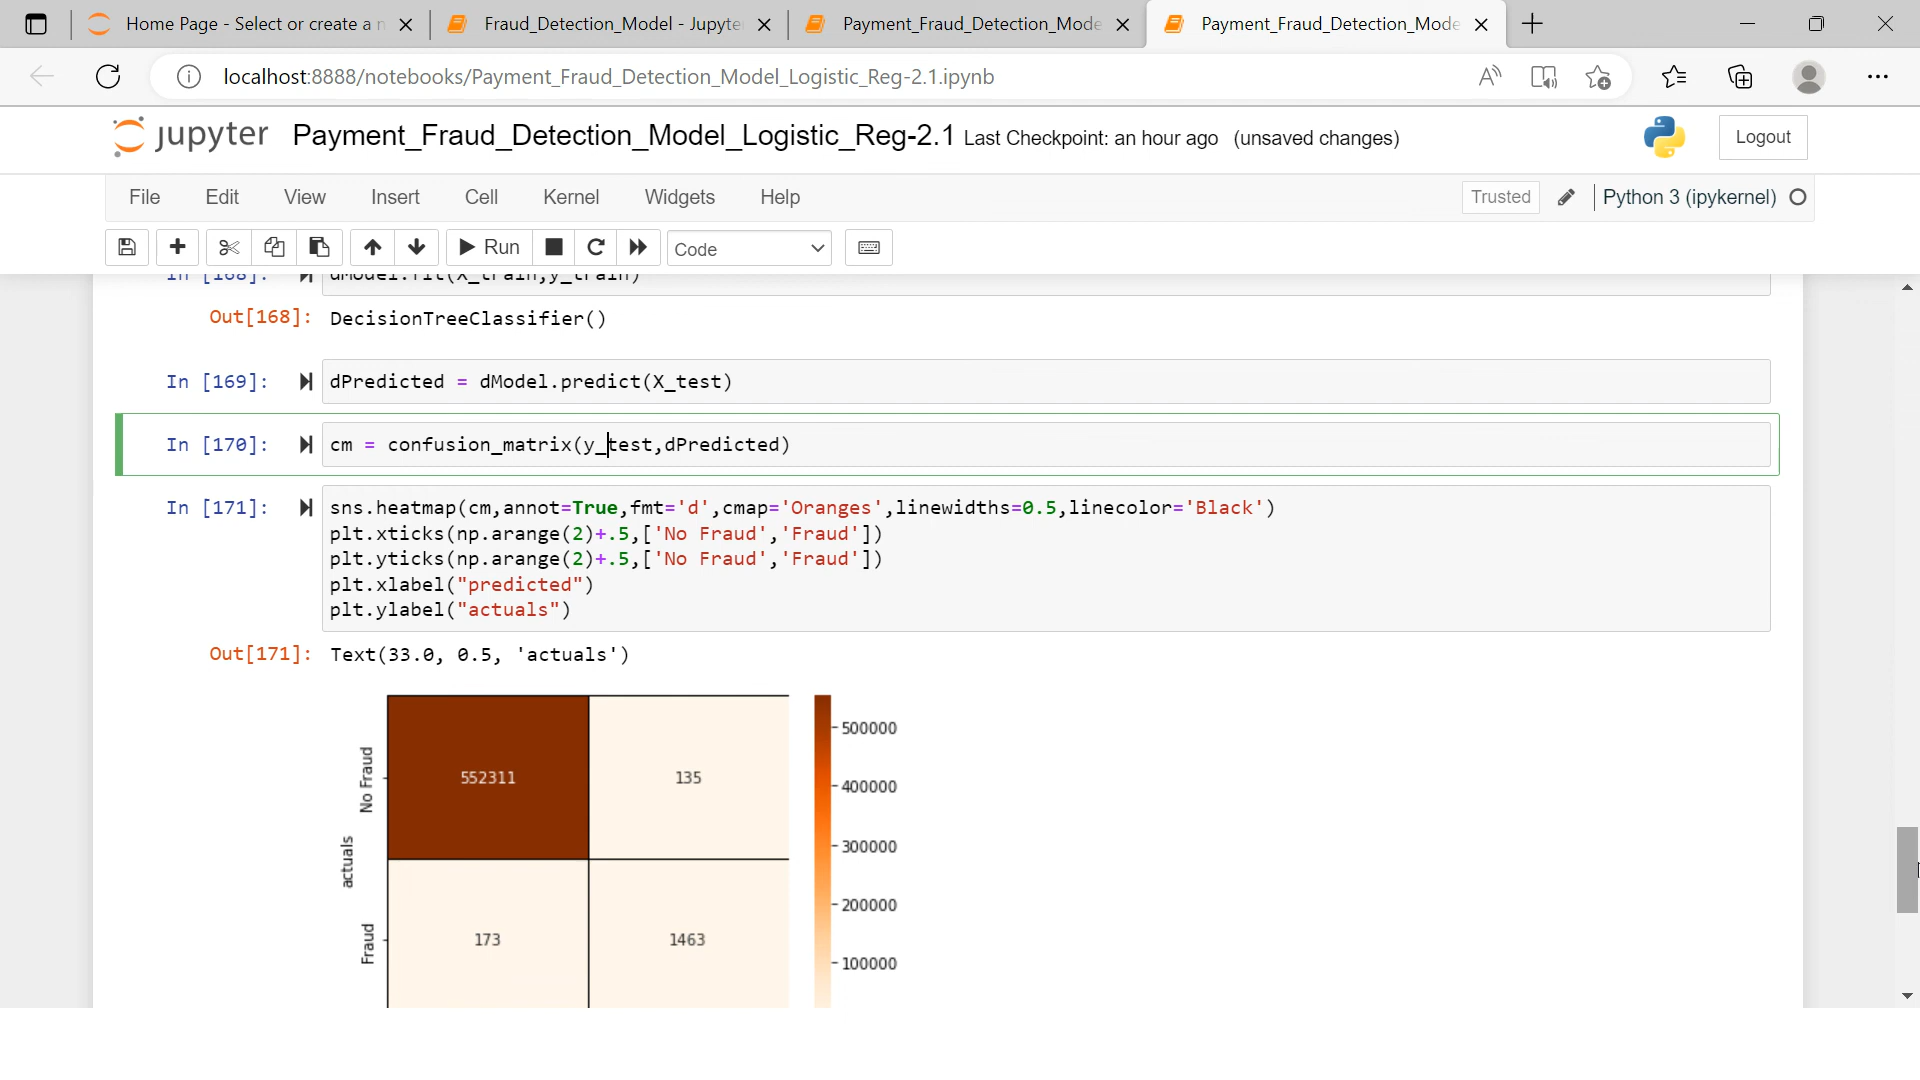 Home Page - Select or create a n
Fraud_Detection_Model - Jupyte
Payment_Fraud_Detection_Mode
Payment_Fraud_Detection_Mode
localhost:8888/notebooks/Payment_Fraud_Detection_Model_Logistic_Reg-2.1.ipynb
jupyter Payment_Fraud_Detection_Model_Logistic_Reg-2.1 Last Checkpoint: an hour ago (unsaved changes)
Logout
File Edit View Insert Cell Kernel Widgets Help
Trusted Python 3 (ipykernel)
Run Code
In [168]: dModel.fit(X_train,y_train)
Out[168]: DecisionTreeClassifier()
In [169]: dPredicted = dModel.predict(X_test)
In [170]: cm = confusion_matrix(y_test,dPredicted)
In [171]: sns.heatmap(cm,annot=True,fmt='d',cmap='Oranges',linewidths=0.5,linecolor='Black')
plt.xticks(np.arange(2)+.5,['No Fraud','Fraud'])
plt.yticks(np.arange(2)+.5,['No Fraud','Fraud'])
plt.xlabel("predicted")
plt.ylabel("actuals")
Out[171]: Text(33.0, 0.5, 'actuals')
actuals
No Fraud
552311 135
Fraud
173 1463
500000
400000
300000
200000
100000